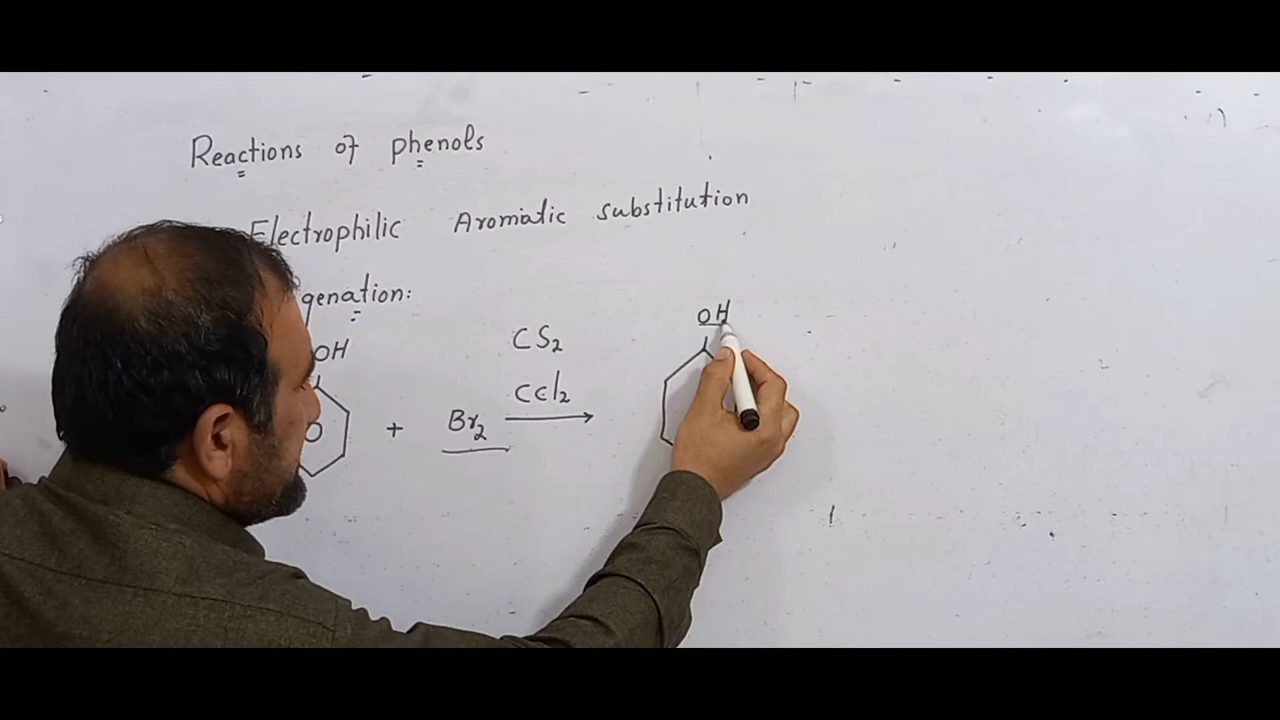 Reactions of phenols
Electrophilic Aromatic substitution
genation:
OH
CS2
CCl2
+ Br2
OH